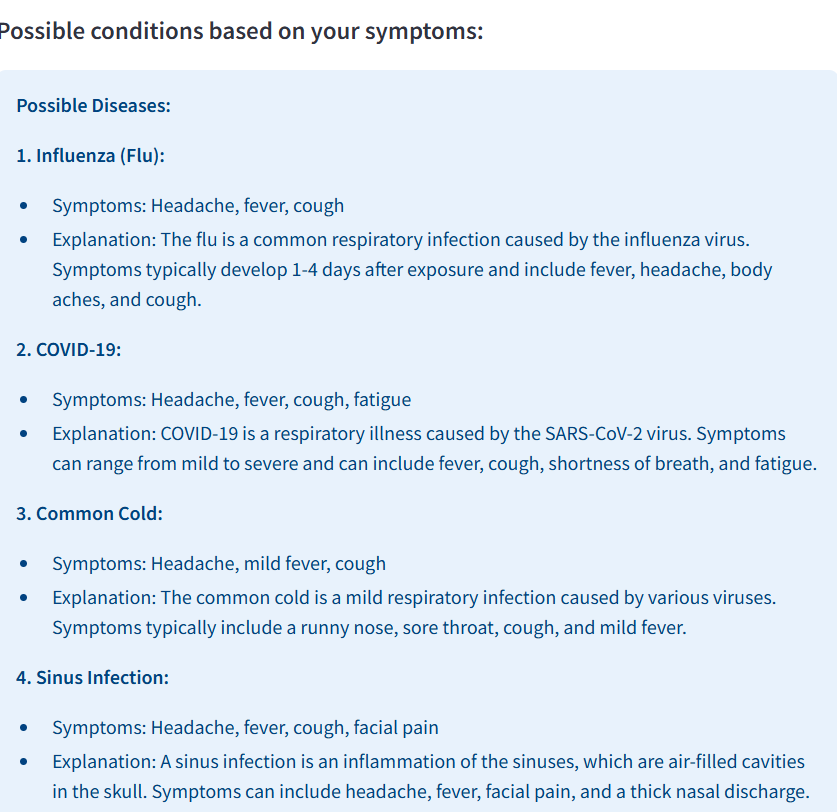 Possible conditions based on your symptoms:
Possible Diseases:
1. Influenza (Flu):
• Symptoms: Headache, fever, cough
• Explanation: The flu is a common respiratory infection caused by the influenza virus.
Symptoms typically develop 1-4 days after exposure and include fever, headache, body
aches, and cough.
2. COVID-19:
• Symptoms: Headache, fever, cough, fatigue
• Explanation: COVID-19 is a respiratory illness caused by the SARS-CoV-2 virus. Symptoms
can range from mild to severe and can include fever, cough, shortness of breath, and fatigue.
3. Common Cold:
• Symptoms: Headache, mild fever, cough
• Explanation: The common cold is a mild respiratory infection caused by various viruses.
Symptoms typically include a runny nose, sore throat, cough, and mild fever.
4. Sinus Infection:
• Symptoms: Headache, fever, cough, facial pain
• Explanation: A sinus infection is an inflammation of the sinuses, which are air-filled cavities
in the skull. Symptoms can include headache, fever, facial pain, and a thick nasal discharge.